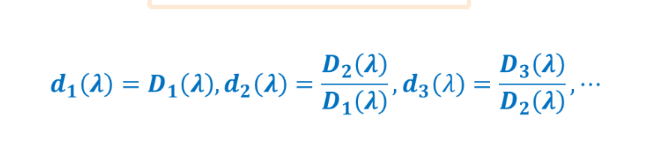 d₁(λ) = D₁(λ), d₂(λ) = D₂(λ)/D₁(λ), d₃(λ) = D₃(λ)/D₂(λ), ⋯